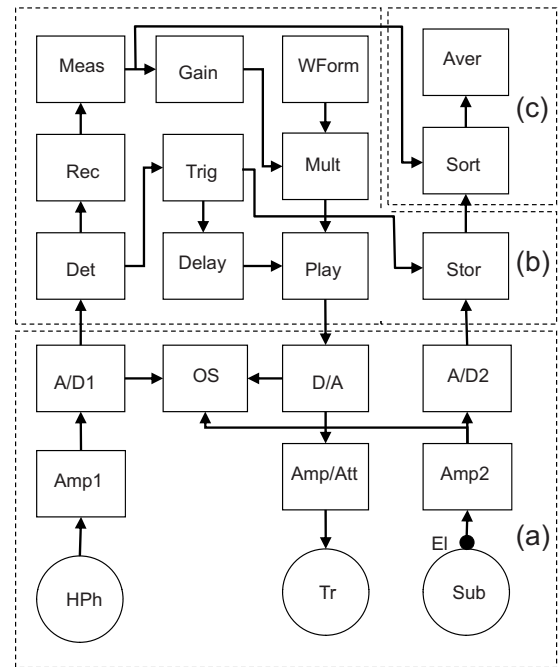 Meas
Gain
WForm
Aver
(c)
Rec
Trig
Mult
Sort
Det
Delay
Play
Stor
(b)
A/D1
OS
D/A
A/D2
Amp1
Amp/Att
Amp2
(a)
El
HPh
Tr
Sub